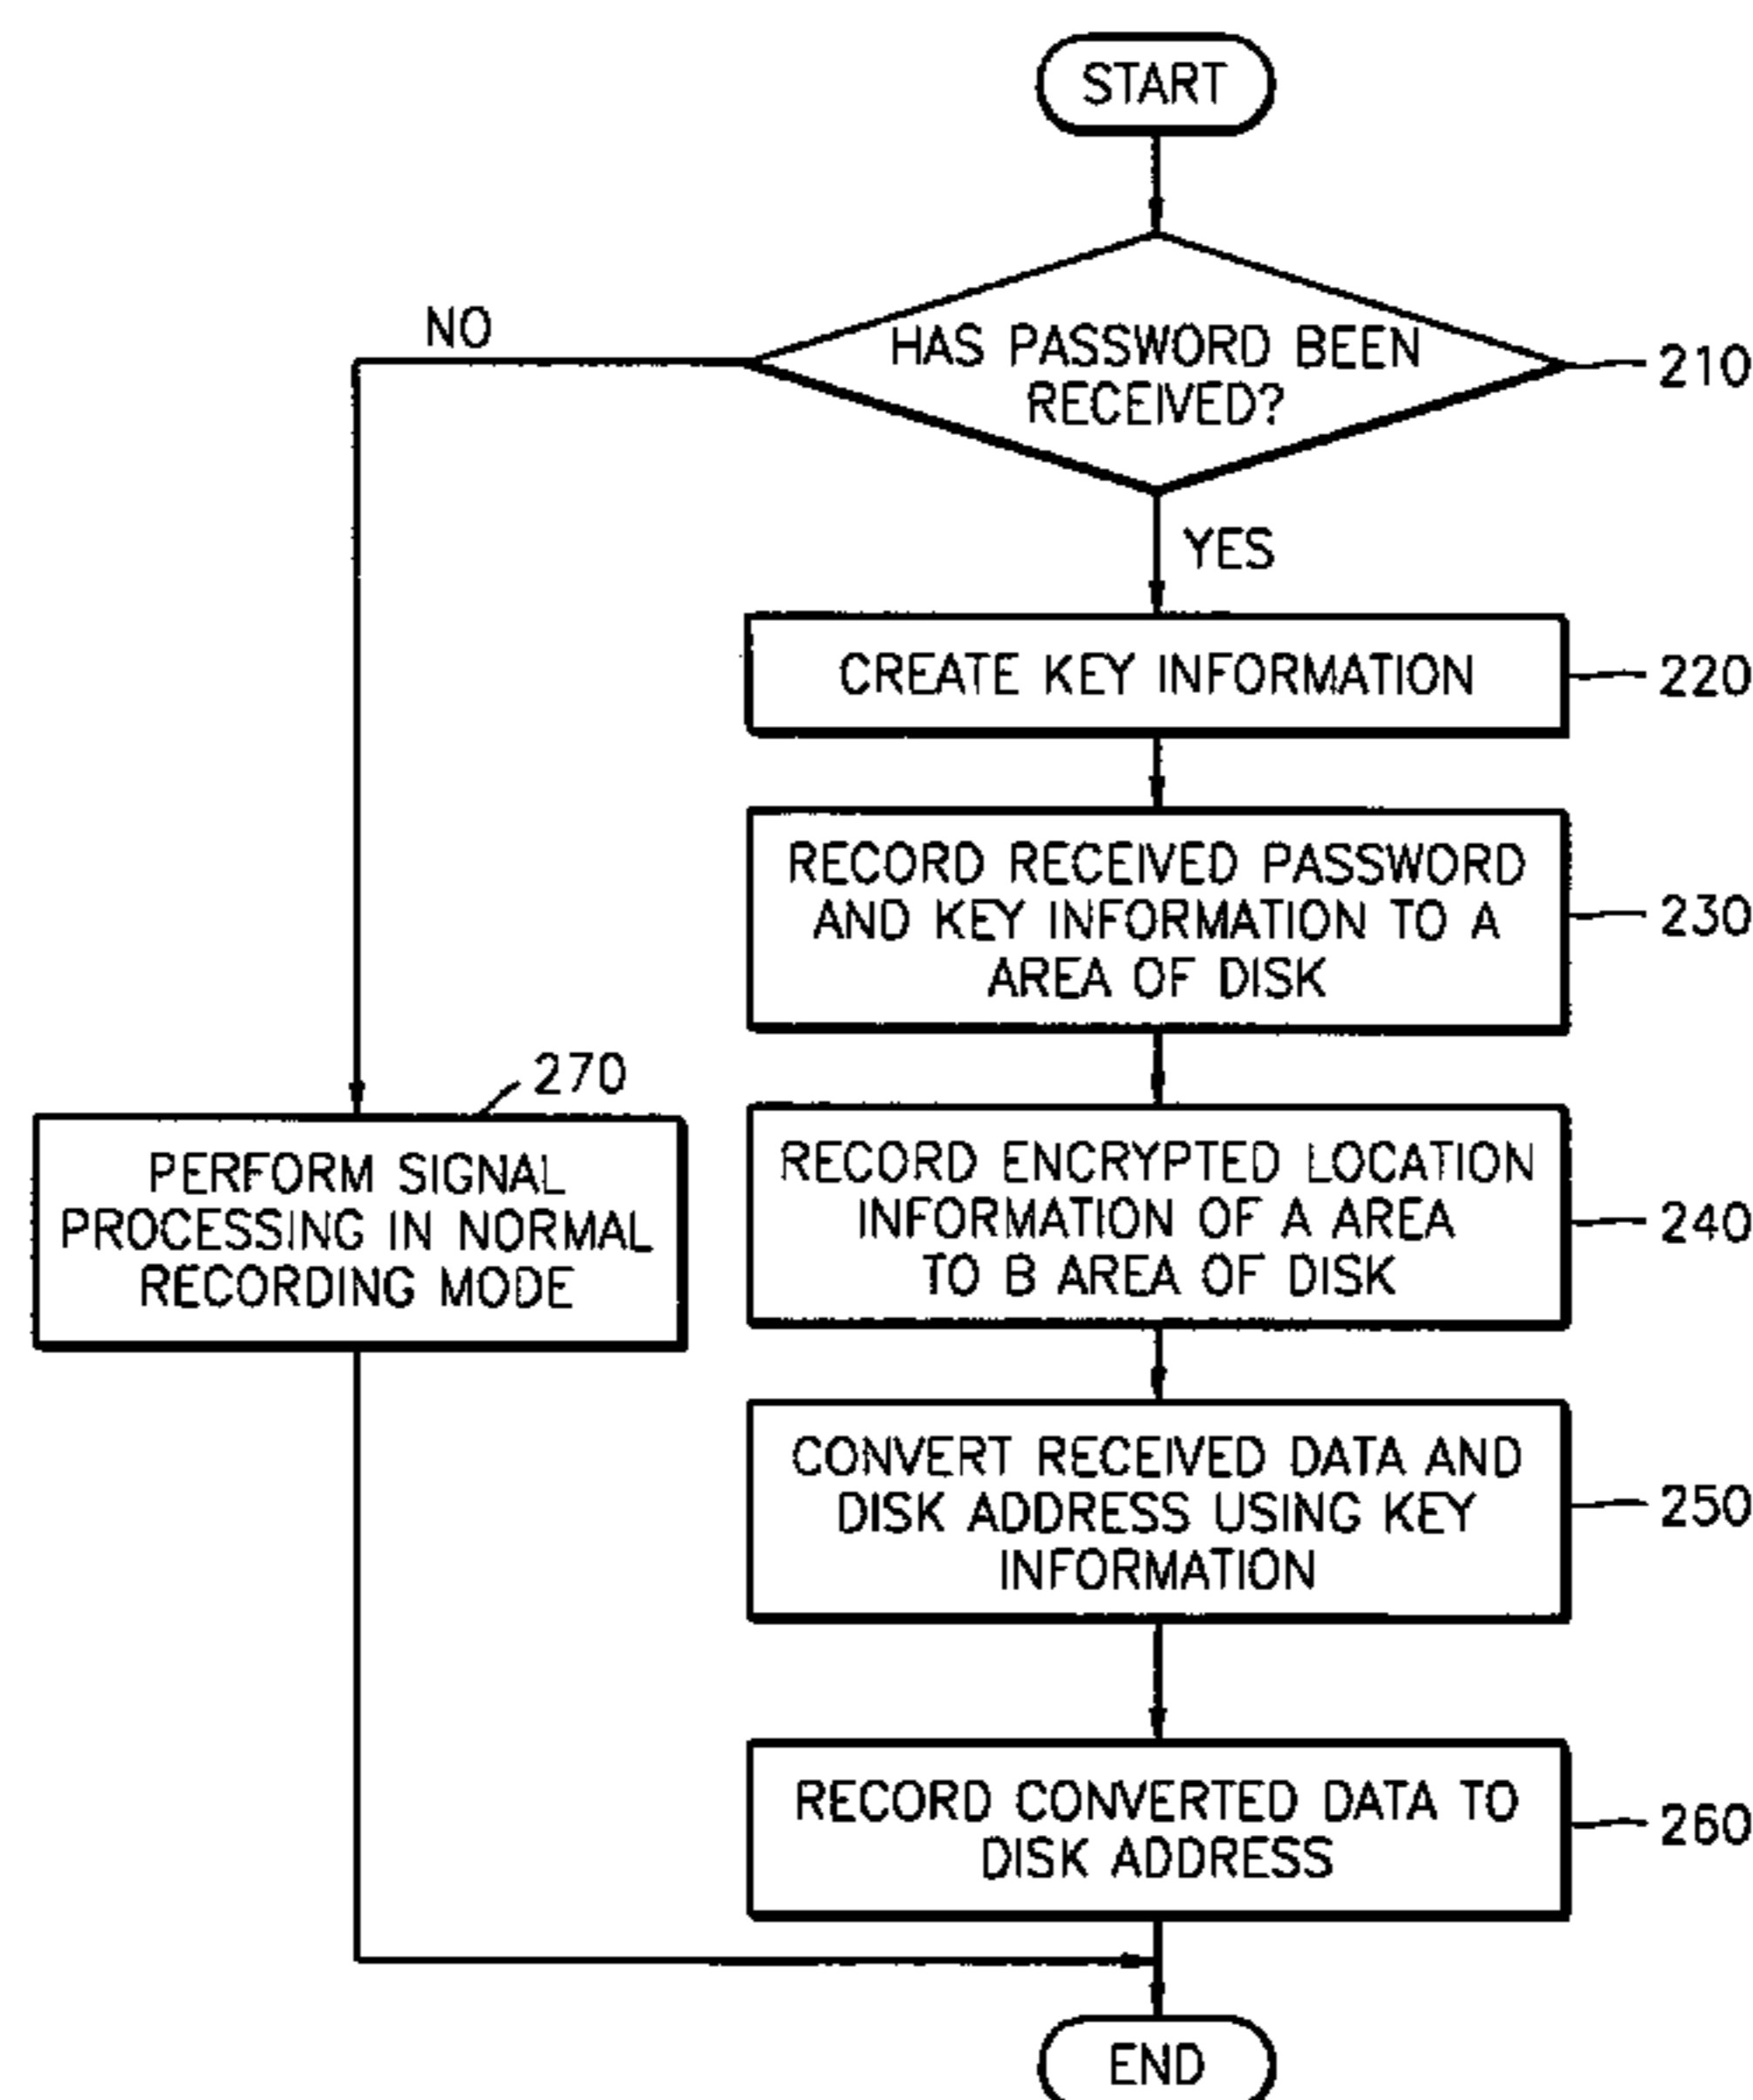 START
NO
HAS PASSWORD BEEN
RECEIVED?
210
YES
CREATE KEY INFORMATION
220
RECORD RECEIVED PASSWORD
AND KEY INFORMATION TO A
AREA OF DISK
230
270
PERFORM SIGNAL
PROCESSING IN NORMAL
RECORDING MODE
RECORD ENCRYPTED LOCATION
INFORMATION OF A AREA
TO B AREA OF DISK
240
CONVERT RECEIVED DATA AND
DISK ADDRESS USING KEY
INFORMATION
250
RECORD CONVERTED DATA TO
DISK ADDRESS
260
END